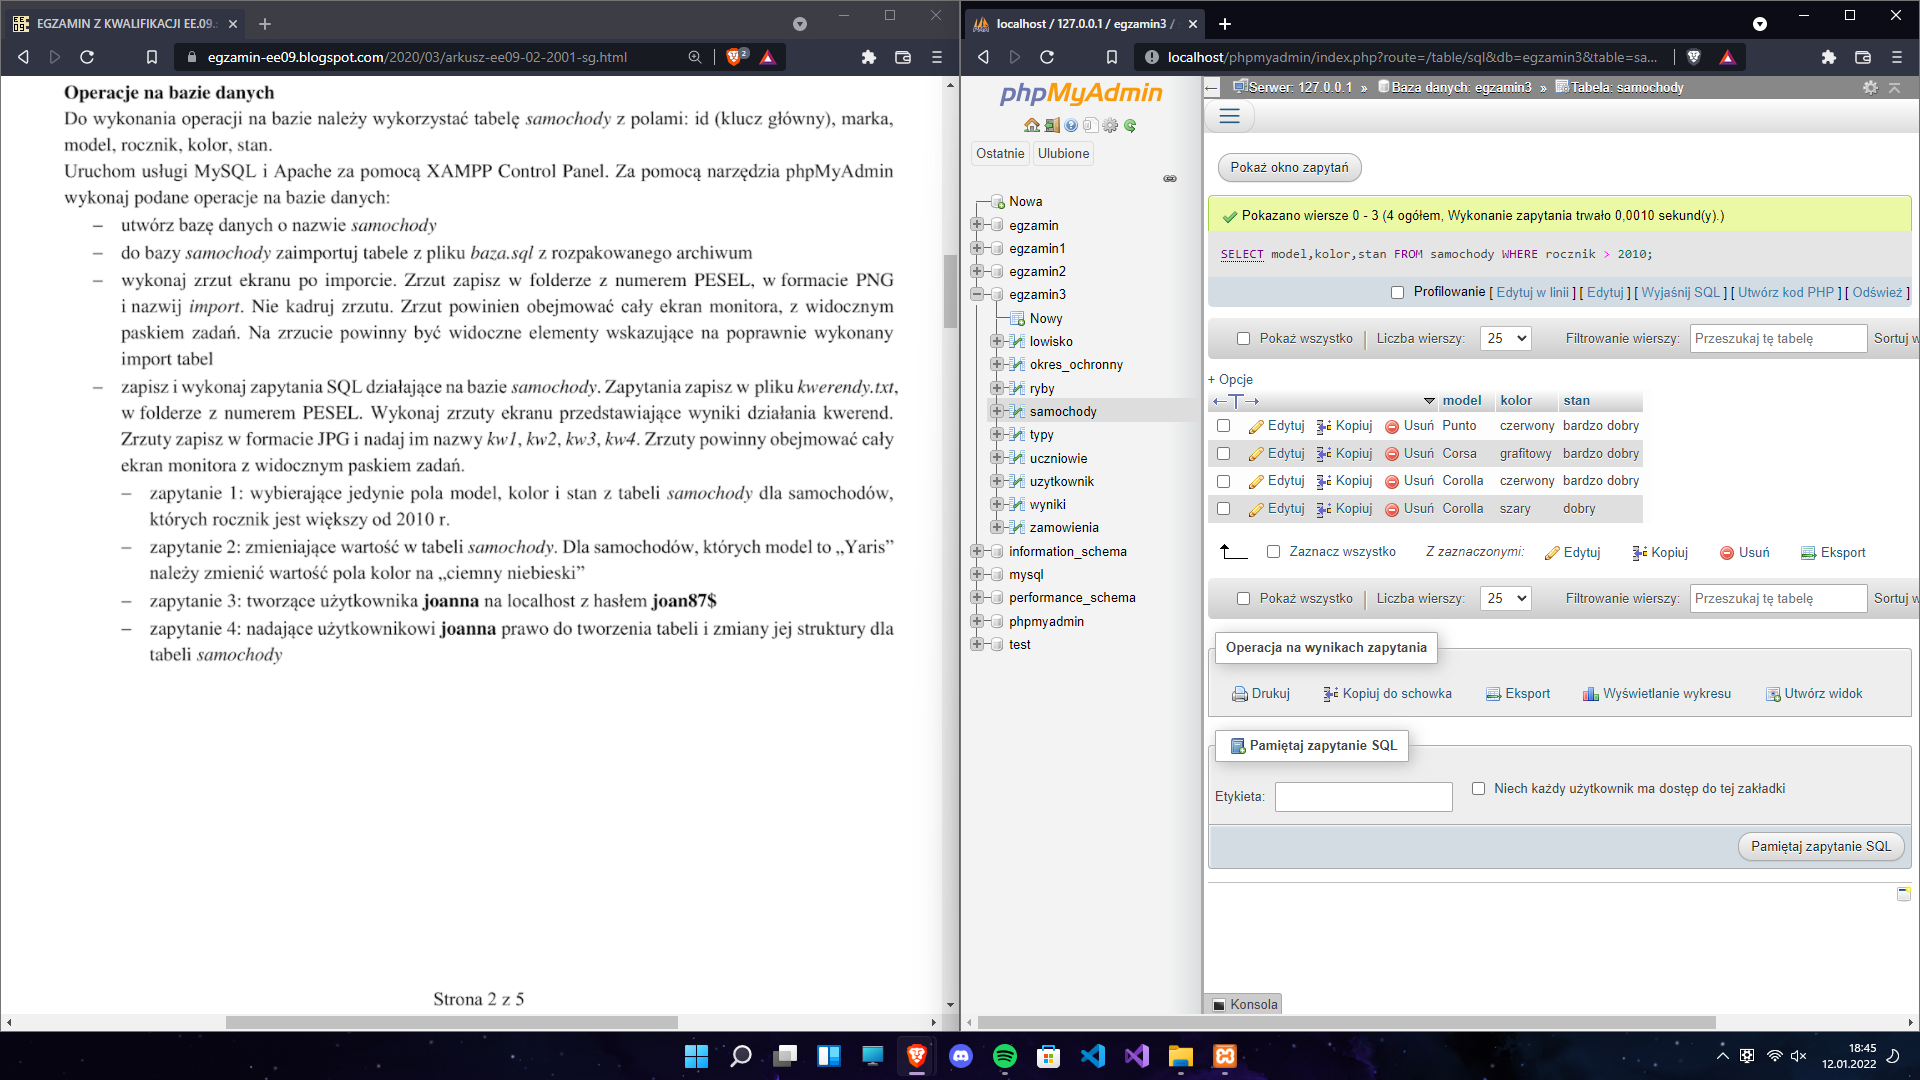 EGZAMIN Z KWALIFIKACJI EE.09.
egzamin-ee09.blogspot.com/2020/03/arkusz-ee09-02-2001-sg.html
2
Operacje na bazie danych
Do wykonania operacji na bazie należy wykorzystać tabelę samochody z polami: id (klucz główny), marka,
model, rocznik, kolor, stan.
Uruchom usługi MySQL i Apache za pomocą XAMPP Control Panel. Za pomocą narzędzia phpMyAdmin
wykonaj podane operacje na bazie danych:
– utwórz bazę danych o nazwie samochody
– do bazy samochody zaimportuj tabele z pliku baza.sql z rozpakowanego archiwum
– wykonaj zrzut ekranu po imporcie. Zrzut zapisz w folderze z numerem PESEL, w formacie PNG
i nazwij import. Nie kadruj zrzutu. Zrzut powinien obejmować cały ekran monitora, z widocznym
paskiem zadań. Na zrzucie powinny być widoczne elementy wskazujące na poprawnie wykonany
import tabel
– zapisz i wykonaj zapytania SQL działające na bazie samochody. Zapytania zapisz w pliku kwerendy.txt,
w folderze z numerem PESEL. Wykonaj zrzuty ekranu przedstawiające wyniki działania kwerend.
Zrzuty zapisz w formacie JPG i nadaj im nazwy kw1, kw2, kw3, kw4. Zrzuty powinny obejmować cały
ekran monitora z widocznym paskiem zadań.
– zapytanie 1: wybierające jedynie pola model, kolor i stan z tabeli samochody dla samochodów,
których rocznik jest większy od 2010 r.
– zapytanie 2: zmieniające wartość w tabeli samochody. Dla samochodów, których model to „Yaris”
należy zmienić wartość pola kolor na „ciemny niebieski”
– zapytanie 3: tworzące użytkownika joanna na localhost z hasłem joan87$
– zapytanie 4: nadające użytkownikowi joanna prawo do tworzenia tabeli i zmiany jej struktury dla
tabeli samochody
Strona 2 z 5
localhost / 127.0.0.1 / egzamin3 /
localhost/phpmyadmin/index.php?route=/table/sql&db=egzamin3&table=sa...
phpMyAdmin
Ostatnie Ulubione
Nowa
egzamin
egzamin1
egzamin2
egzamin3
Nowy
lowisko
okres_ochronny
ryby
samochody
typy
uczniowie
uzytkownik
wyniki
zamowienia
information_schema
mysql
performance_schema
phpmyadmin
test
Serwer: 127.0.0.1 » Baza danych: egzamin3 » Tabela: samochody
Pokaż okno zapytań
Pokazano wiersze 0 - 3 (4 ogółem, Wykonanie zapytania trwało 0,0010 sekund(y).)
SELECT model,kolor,stan FROM samochody WHERE rocznik > 2010;
Profilowanie [ Edytuj w linii ] [ Edytuj ] [ Wyjaśnij SQL ] [ Utwórz kod PHP ] [ Odśwież ]
Pokaż wszystko Liczba wierszy: 25 Filtrowanie wierszy: Przeszukaj tę tabelę Sortuj w
+ Opcje
model kolor stan
Edytuj Kopiuj Usuń Punto czerwony bardzo dobry
Edytuj Kopiuj Usuń Corsa grafitowy bardzo dobry
Edytuj Kopiuj Usuń Corolla czerwony bardzo dobry
Edytuj Kopiuj Usuń Corolla szary dobry
Zaznacz wszystko Z zaznaczonymi: Edytuj Kopiuj Usuń Eksport
Pokaż wszystko Liczba wierszy: 25 Filtrowanie wierszy: Przeszukaj tę tabelę Sortuj w
Operacja na wynikach zapytania
Drukuj Kopiuj do schowka Eksport Wyświetlanie wykresu Utwórz widok
Pamiętaj zapytanie SQL
Etykieta: Niech każdy użytkownik ma dostęp do tej zakładki
Pamiętaj zapytanie SQL
Konsola
18:45
12.01.2022